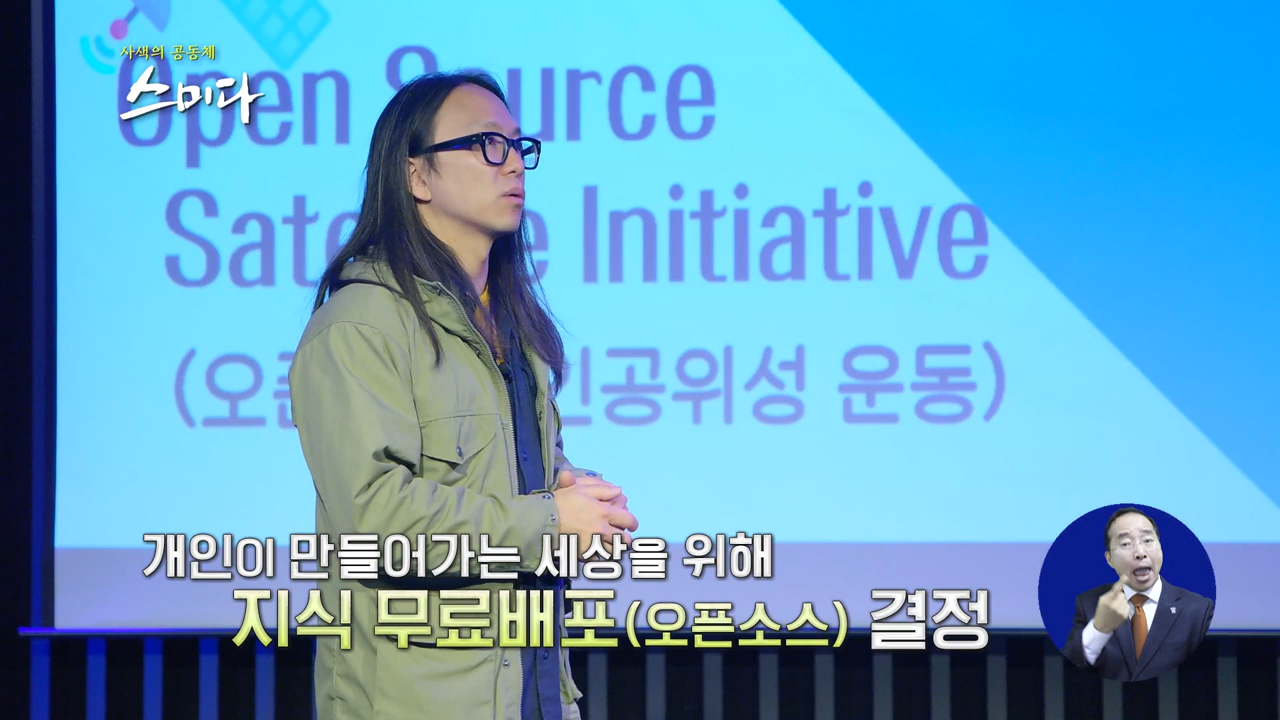 사색의 공동체
스미다
Open Source
Initiative
인공위성 운동)
개인이 만들어가는 세상을 위해
지식 무료배포(오픈소스) 결정